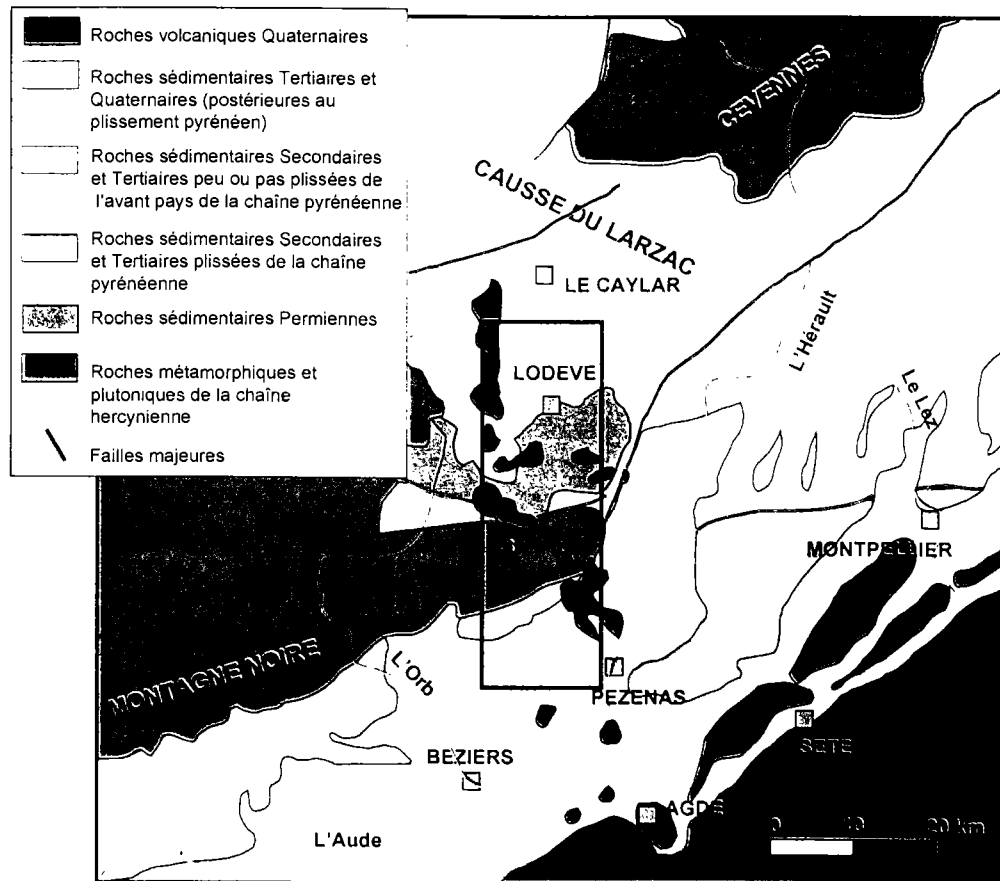 Roches volcaniques Quaternaires
Roches sédimentaires Tertiaires et
Quaternaires (postérieures au
plissement pyrénéen)
Roches sédimentaires Secondaires
et Tertiaires peu ou pas plissées de
l'avant pays de la chaîne pyrénéenne
Roches sédimentaires Secondaires
et Tertiaires plissées de la chaîne
pyrénéenne
Roches sédimentaires Permiennes
Roches métamorphiques et
plutoniques de la chaîne
hercynienne
Failles majeures
CEVENNES
CAUSSE DU LARZAC
LE CAYLAR
L'Hérault
LODEVE
Le Lez
MONTPELLIER
MONTAGNE NOIRE
L'Orb
PEZENAS
SETE
BEZIERS
AGDE
L'Aude
0 10 20 km